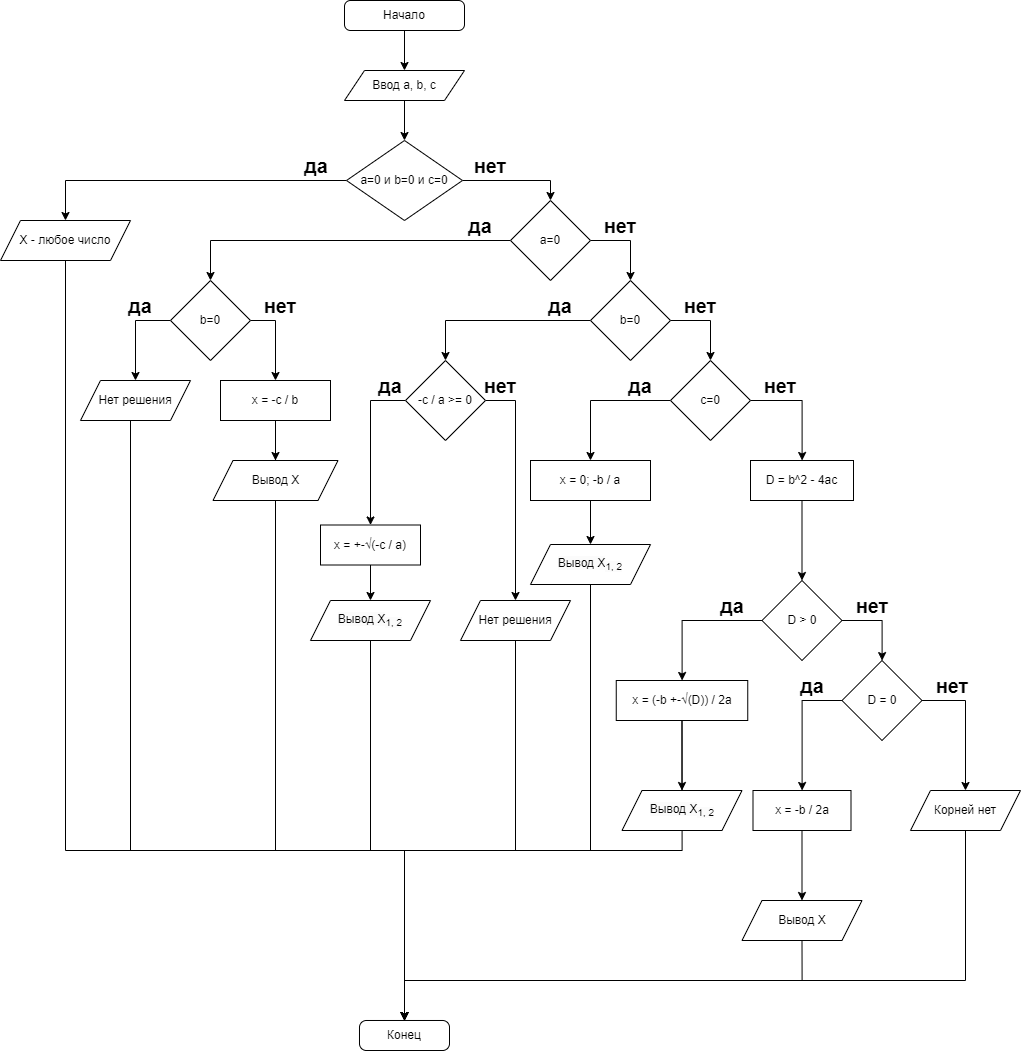 Начало
Ввод a, b, c
да
нет
a=0 и b=0 и c=0
X - любое число
да
нет
a=0
да
нет
b=0
да
нет
b=0
Нет решения
x = -c / b
да
нет
-c / a >= 0
да
нет
c=0
Вывод X
x = 0; -b / a
D = b^2 - 4ac
x = +-√(-c / a)
Вывод X1, 2
Вывод X1, 2
Нет решения
да
нет
D > 0
x = (-b +-√(D)) / 2a
да
нет
D = 0
Вывод X1, 2
x = -b / 2a
Корней нет
Вывод X
Конец